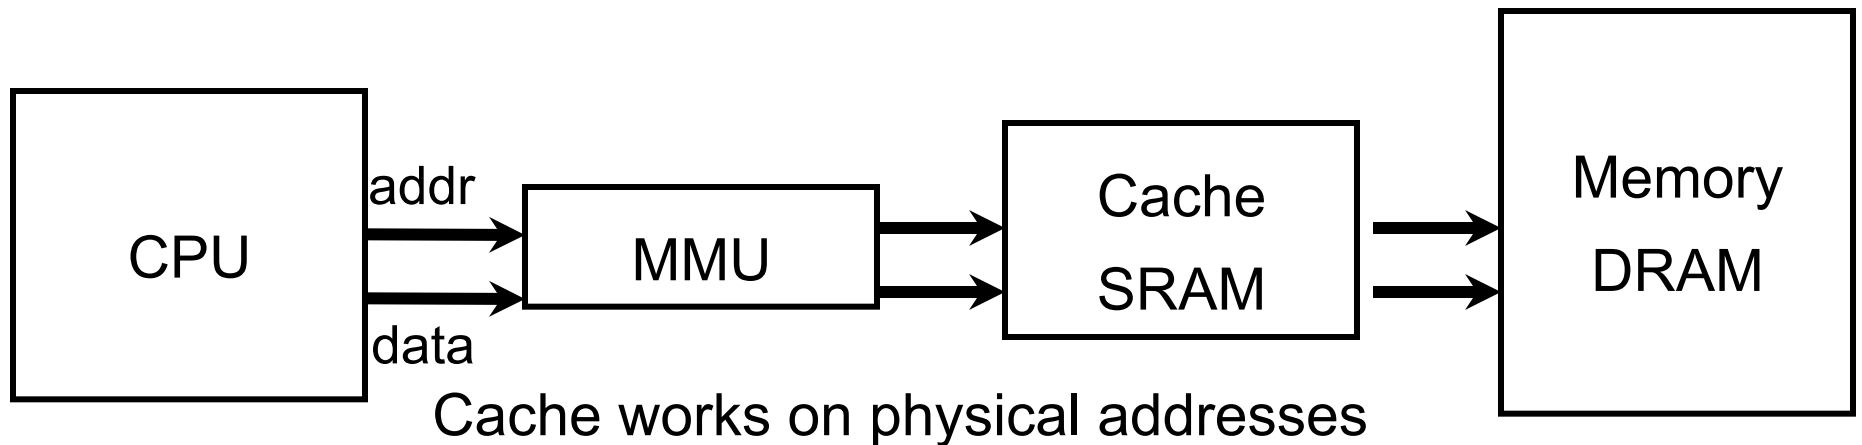 CPU
addr
data
MMU
Cache
SRAM
Memory
DRAM
Cache works on physical addresses